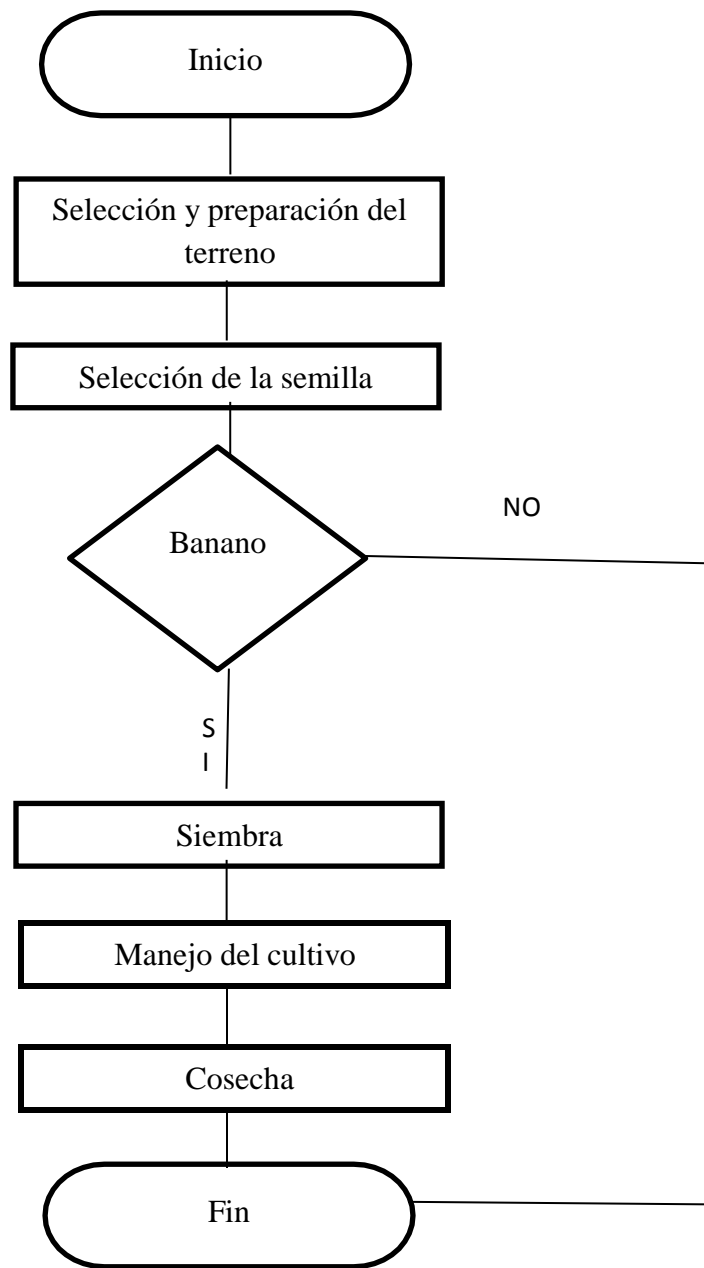 Inicio
Selección y preparación del
terreno
Selección de la semilla
Banano
NO
S
I
Siembra
Manejo del cultivo
Cosecha
Fin